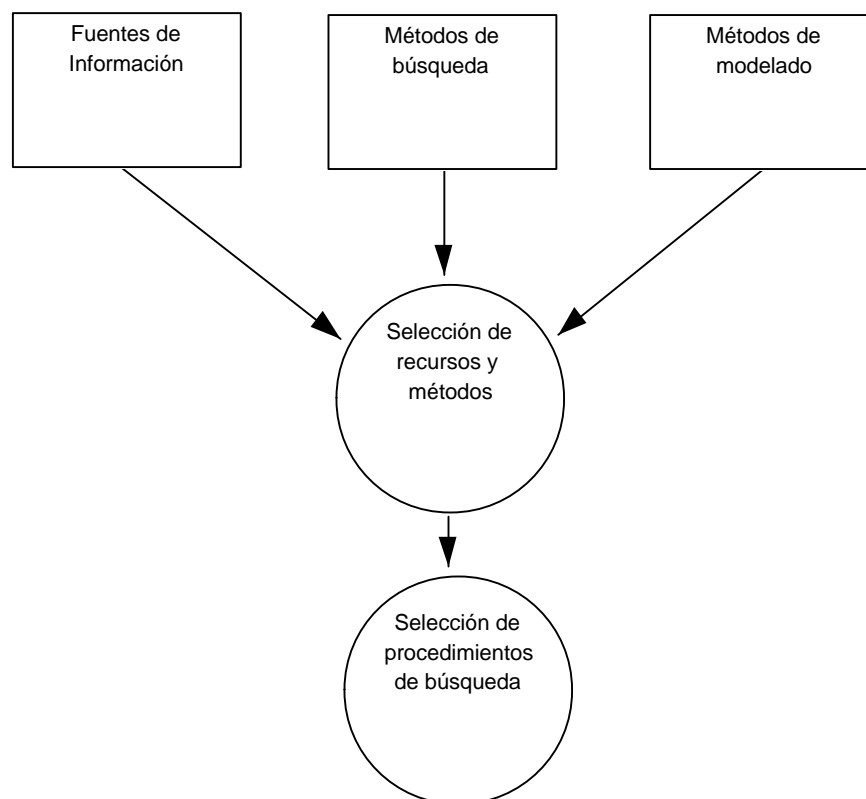 Fuentes de
Información
Métodos de
búsqueda
Métodos de
modelado
Selección de
recursos y
métodos
Selección de
procedimientos
de búsqueda